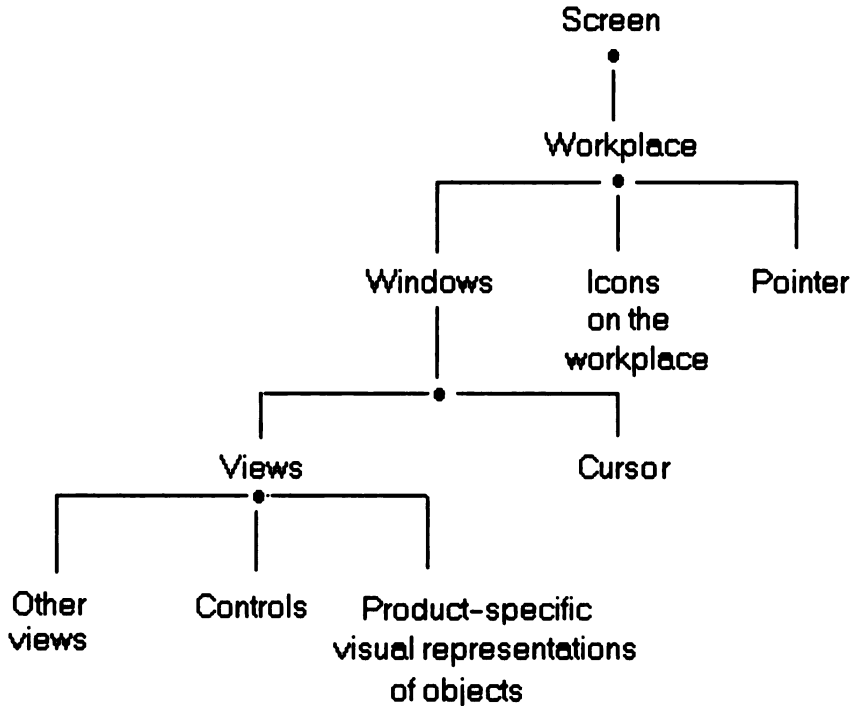 Screen
Workplace
Windows
Icons
on the
workplace
Pointer
Views
Cursor
Other
views
Controls
Product-specific
visual representations
of objects